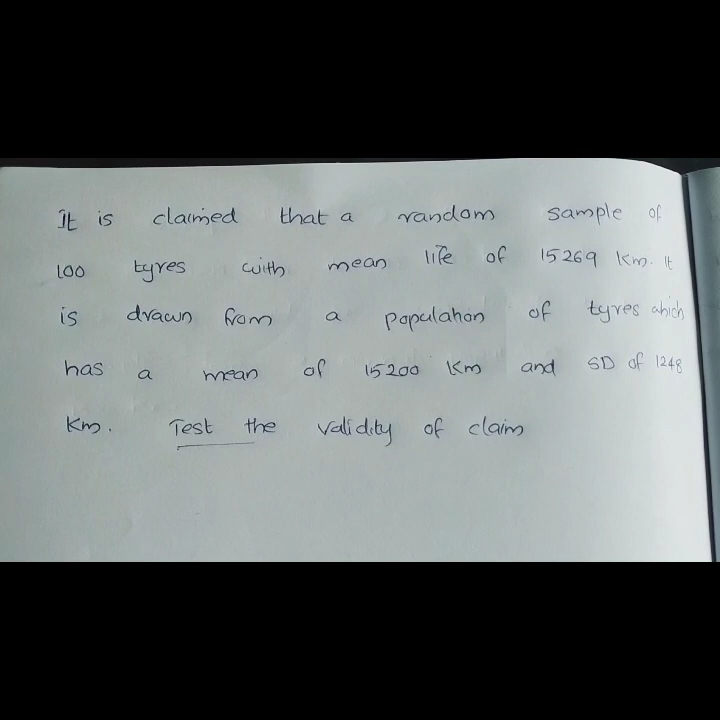 It is claimed that a random sample of
100 tyres with mean life of 15269 km. It
is drawn from a population of tyres which
has a mean of 15200 km and SD of 1248
km. Test the validity of claim